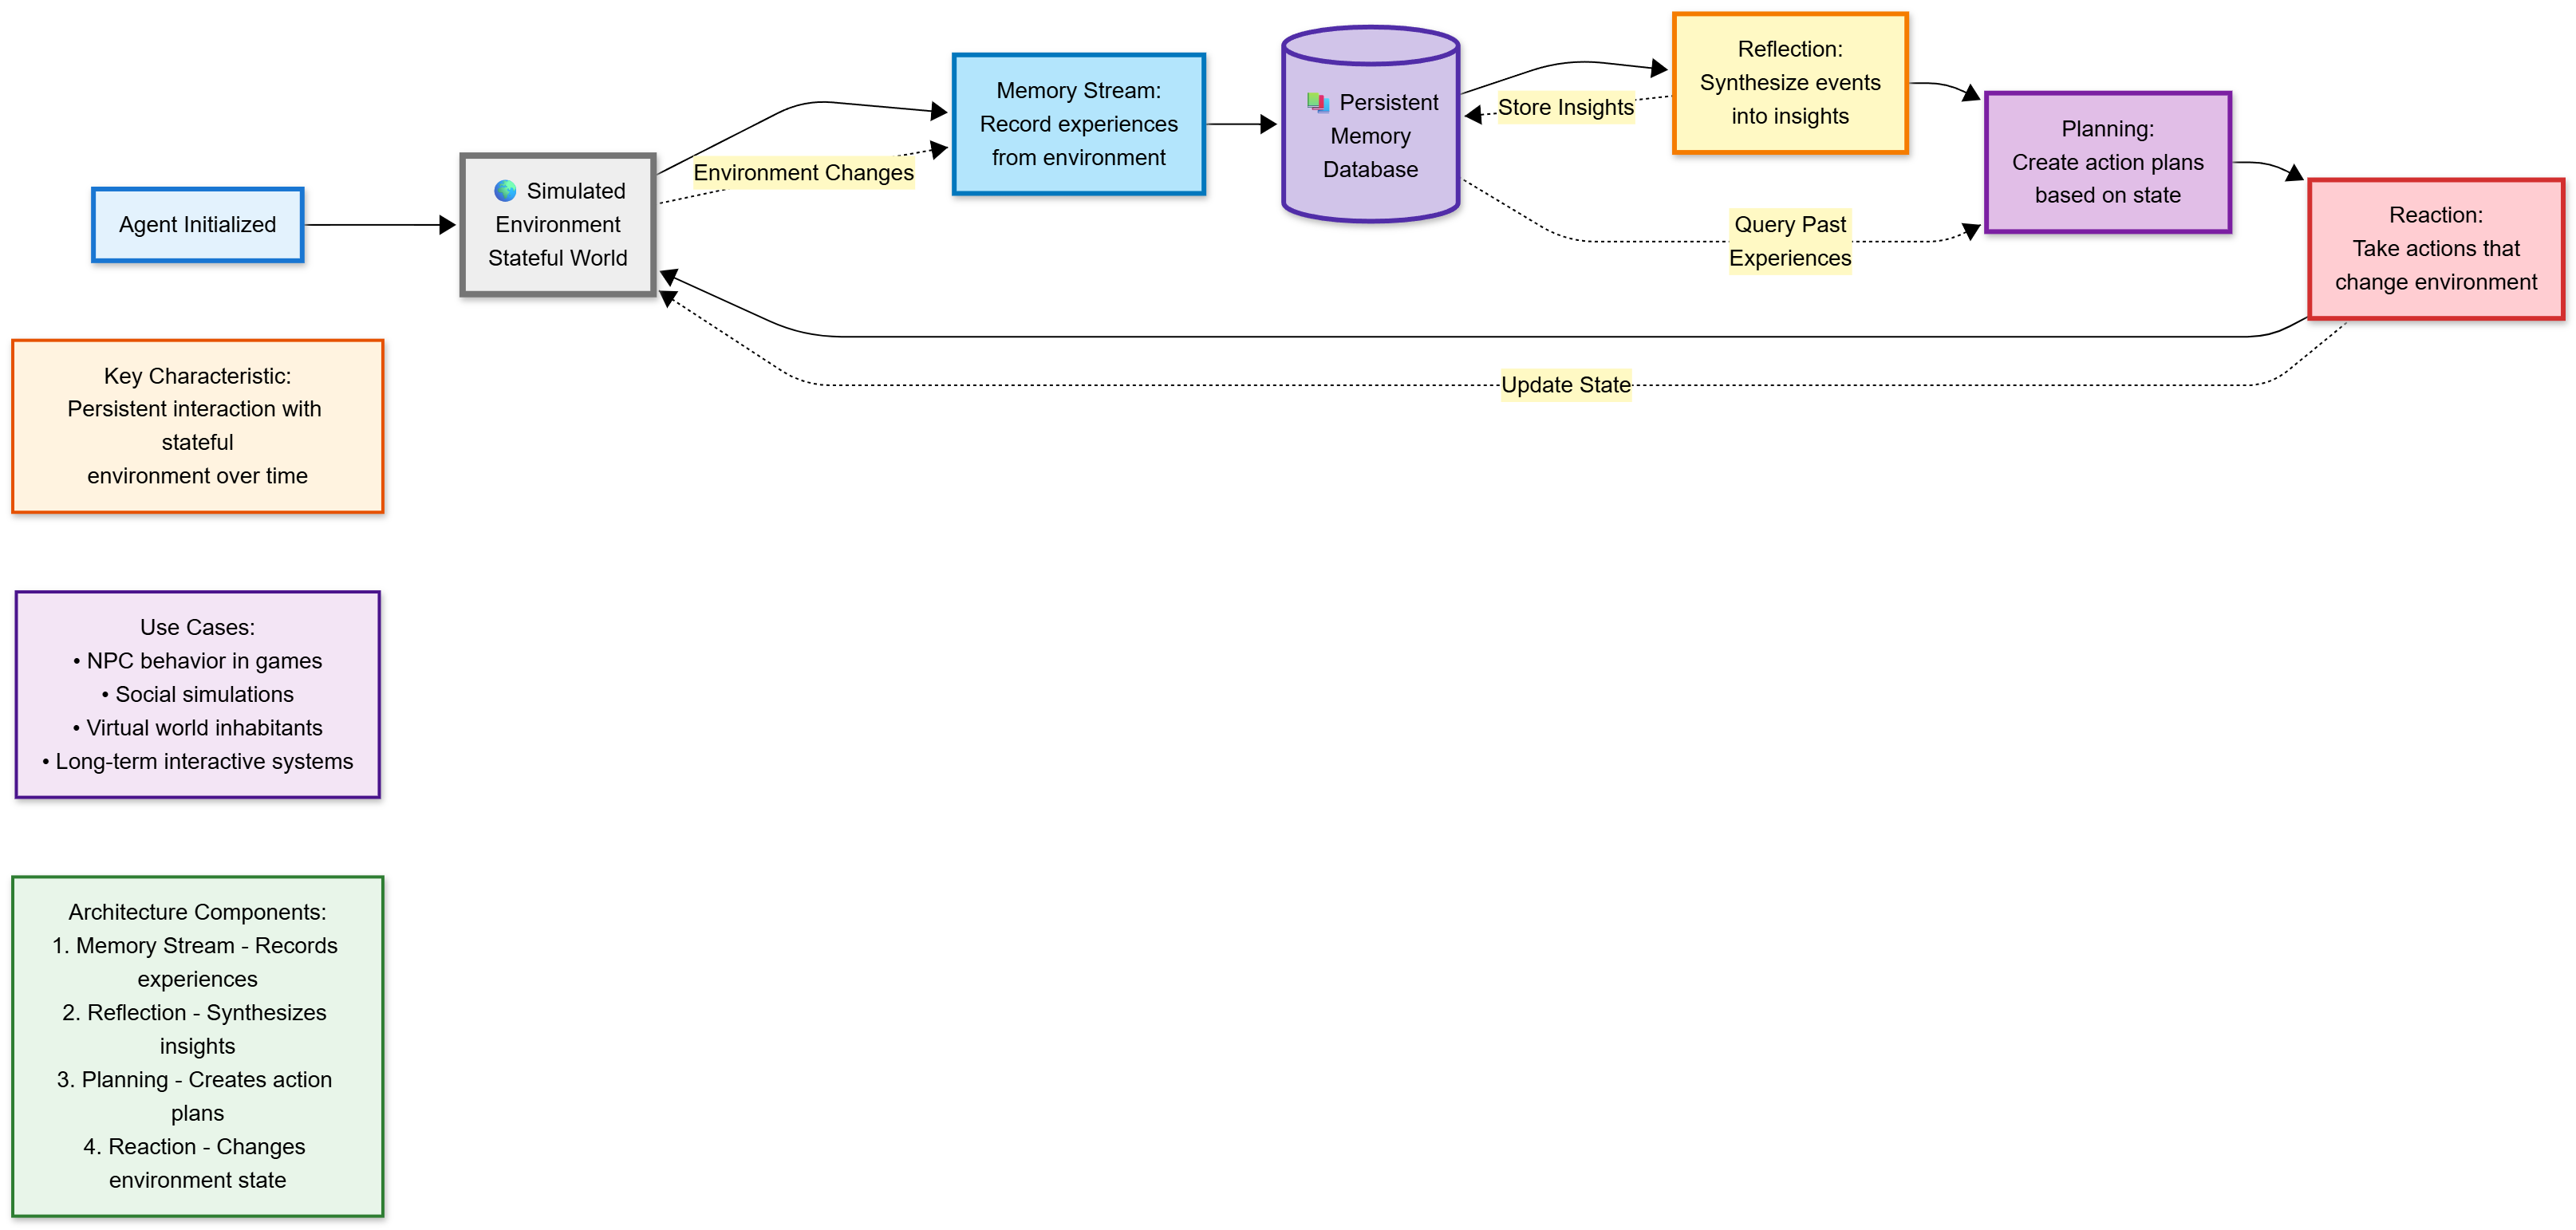 Agent Initialized
🌍 Simulated
Environment
Stateful World
Environment Changes
Memory Stream:
Record experiences
from environment
📚 Persistent
Memory
Database
Store Insights
Query Past
Experiences
Reflection:
Synthesize events
into insights
Planning:
Create action plans
based on state
Reaction:
Take actions that
change environment
Update State
Key Characteristic:
Persistent interaction with
stateful
environment over time
Use Cases:
• NPC behavior in games
• Social simulations
• Virtual world inhabitants
• Long-term interactive systems
Architecture Components:
1. Memory Stream - Records
experiences
2. Reflection - Synthesizes
insights
3. Planning - Creates action
plans
4. Reaction - Changes
environment state